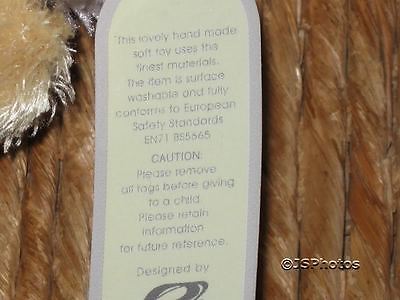 This lovely hand made
soft toy uses the
finest materials.
The item is surface
washable and fully
conforms to European
Safety Standards
EN71 BS5665
CAUTION:
Please remove
all tags before giving
to a child.
Please retain
information
for future reference.
Designed by
©JSPhotos